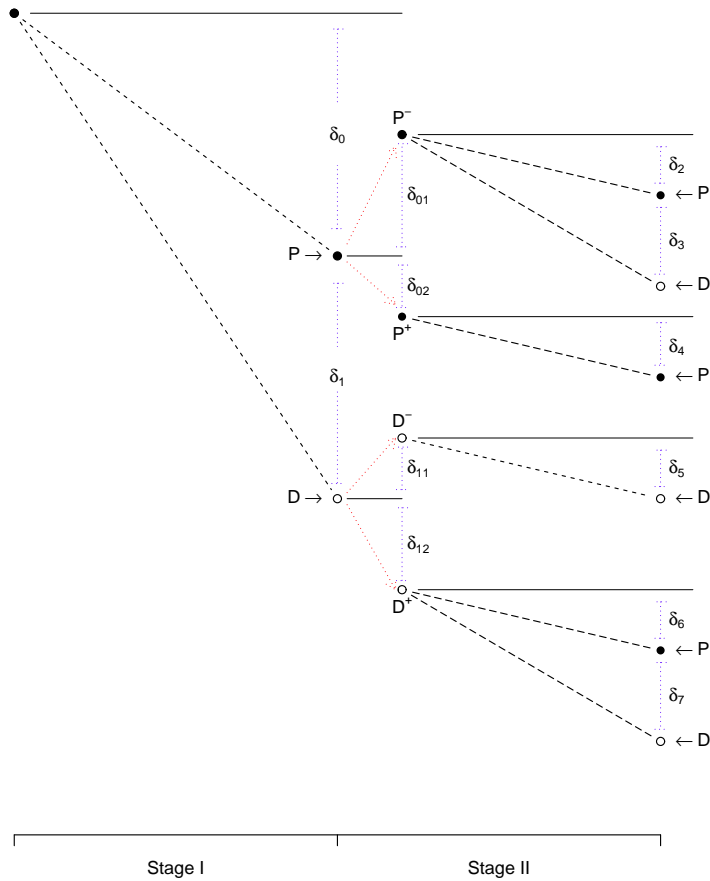 δ₀
P⁻
δ₂
← P
δ₀₁
δ₃
P →
δ₀₂
← D
P⁺
δ₄
δ₁
← P
D⁻
δ₁₁
δ₅
D →
← D
δ₁₂
D⁺
δ₆
← P
δ₇
← D
Stage I
Stage II